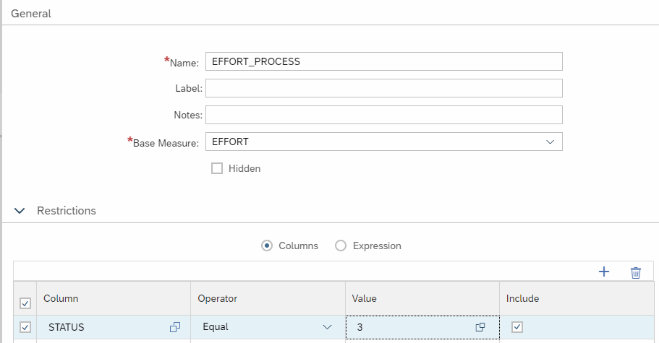 General
*Name: EFFORT_PROCESS
Label:
Notes:
*Base Measure: EFFORT
Hidden
Restrictions
Columns Expression
Column Operator Value Include
STATUS Equal 3